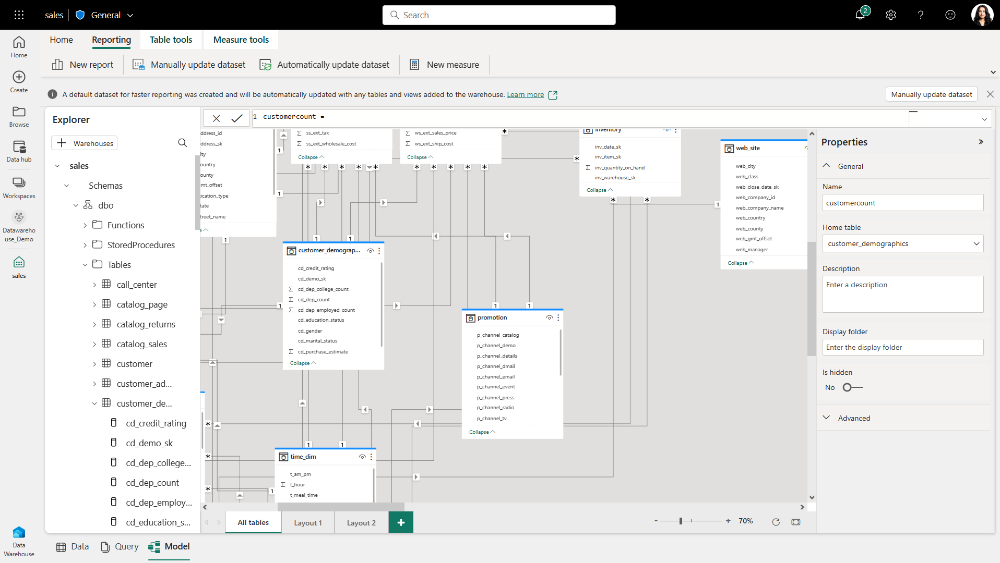 sales
General
Search
2
Home
Reporting
Table tools
Measure tools
New report
Manually update dataset
Automatically update dataset
New measure
A default dataset for faster reporting was created and will be automatically updated with any tables and views added to the warehouse. Learn more
Manually update dataset
Home
Create
Browse
Data hub
Workspaces
Datawareho
use_Demo
sales
Data
Warehouse
Explorer
Warehouses
sales
Schemas
dbo
Functions
StoredProcedures
Tables
call_center
catalog_page
catalog_returns
catalog_sales
customer
customer_ad...
customer_de...
cd_credit_rating
cd_demo_sk
cd_dep_college...
cd_dep_count
cd_dep_employ...
cd_education_s...
1 customercount =
ddress_id
ddress_sk
ity
ountry
ounty
mt_offset
ocation_type
tate
treet_name
ss_ext_tax
ss_ext_wholesale_cost
Collapse
ws_ext_sales_price
ws_ext_ship_cost
Collapse
inventory
inv_date_sk
inv_item_sk
inv_quantity_on_hand
inv_warehouse_sk
Collapse
web_site
web_city
web_class
web_close_date_sk
web_company_id
web_company_name
web_country
web_county
web_gmt_offset
web_manager
Collapse
customer_demograp...
cd_credit_rating
cd_demo_sk
cd_dep_college_count
cd_dep_count
cd_dep_employed_count
cd_education_status
cd_gender
cd_marital_status
cd_purchase_estimate
Collapse
promotion
p_channel_catalog
p_channel_demo
p_channel_details
p_channel_dmail
p_channel_email
p_channel_event
p_channel_press
p_channel_radio
p_channel_tv
Collapse
time_dim
t_am_pm
t_hour
t_meal_time
All tables
Layout 1
Layout 2
- + 70%
Properties
General
Name
customercount
Home table
customer_demographics
Description
Enter a description
Display folder
Enter the display folder
Is hidden
No
Advanced
Data
Query
Model